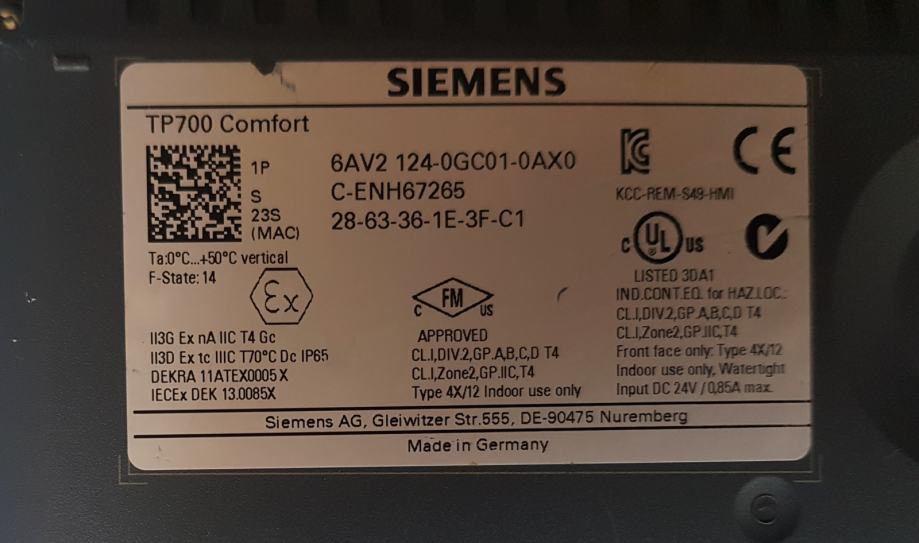 SIEMENS
TP700 Comfort
1P 6AV2 124-0GC01-0AX0
S C-ENH67265
23S 28-63-36-1E-3F-C1
(MAC)
Ta:0°C...+50°C vertical
F-State: 14
Ex
II3G Ex nA IIC T4 Gc
II3D Ex tc IIIC T70°C Dc IP65
DEKRA 11ATEX0005 X
IECEx DEK 13.0085X
C FM US
APPROVED
CL.I,DIV.2,GP.A,B,C,D T4
CL.I,Zone2,GP.IIC,T4
Type 4X/12 Indoor use only
CE
KCC-REM-S49-HMI
C UL US
LISTED 3DA1
IND.CONT.EQ. for HAZ.LOC.:
CL.I,DIV.2,GP.A,B,C,D T4
CL.I,Zone2,GP.IIC,T4
Front face only: Type 4X/12
Indoor use only, Watertight
Input DC 24V / 0,85A max.
Siemens AG, Gleiwitzer Str.555, DE-90475 Nuremberg
Made in Germany